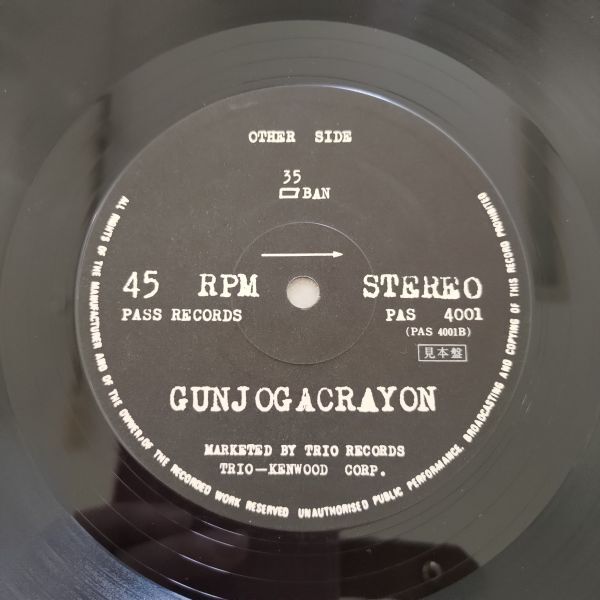 OTHER SIDE
35
BAN
45 RPM STEREO
PASS RECORDS PAS 4001
(PAS 4001B)
見本盤
GUNJOGACRAYON
MARKETED BY TRIO RECORDS
TRIO-KENWOOD CORP.
ALL RIGHTS OF THE MANUFACTURER AND OF THE OWNER OF THE RECORDED WORK RESERVED UNAUTHORISED PUBLIC PERFORMANCE, BROADCASTING AND COPYING OF THIS RECORD PROHIBITED